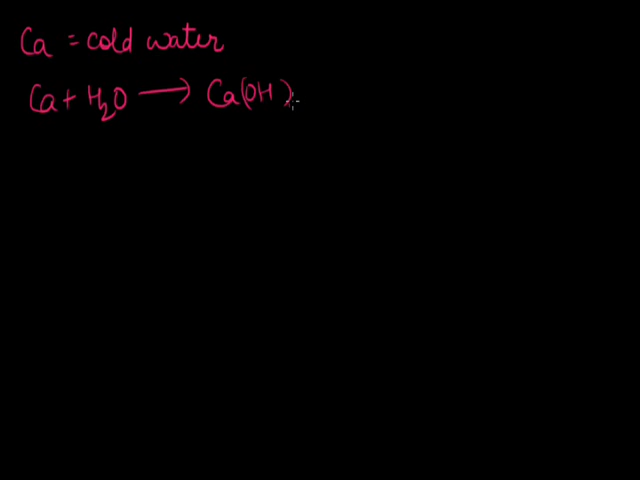 Ca = cold water
Ca + H₂O → Ca(OH)